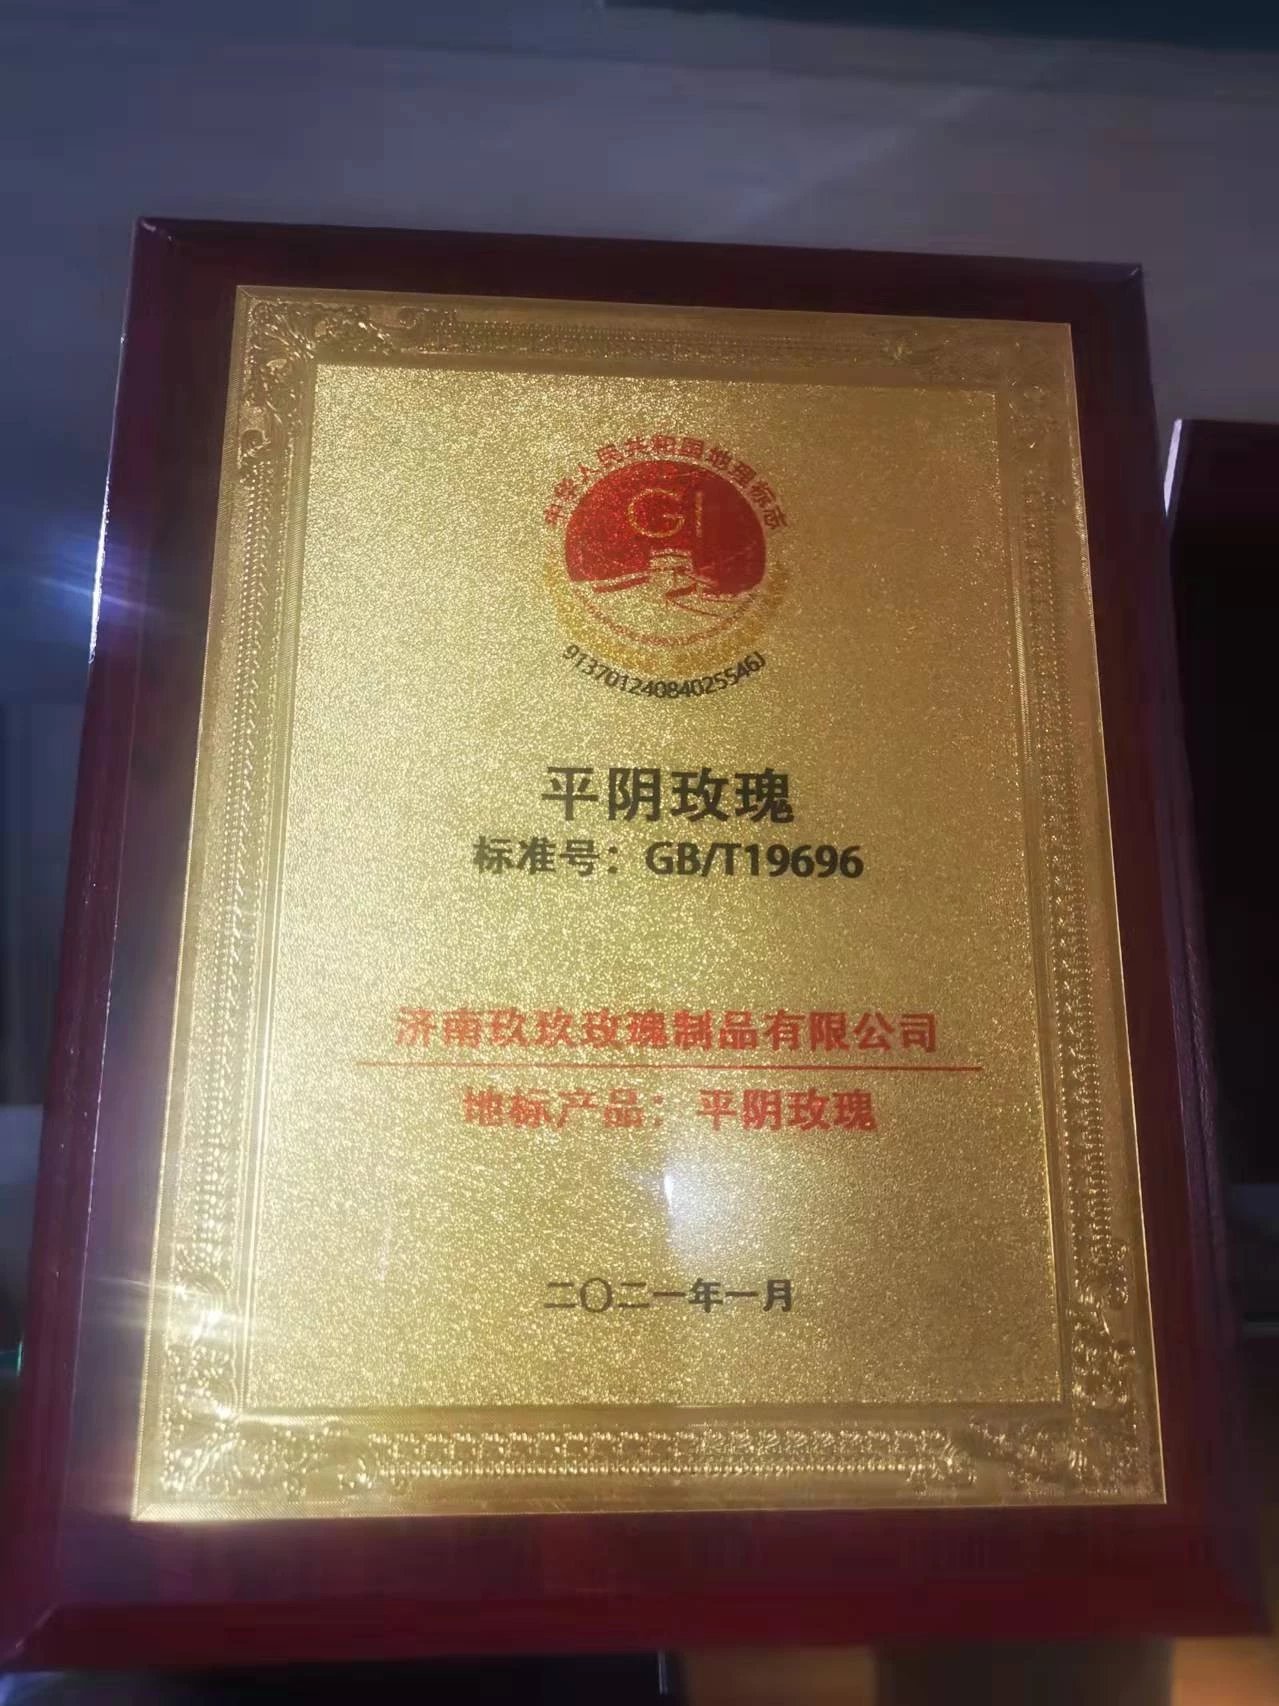 中华人民共和国地理标志
GI
91370124084025546J
平阴玫瑰
标准号：GB/T19696
济南玖玖玫瑰制品有限公司
地标产品：平阴玫瑰
二〇二一年一月